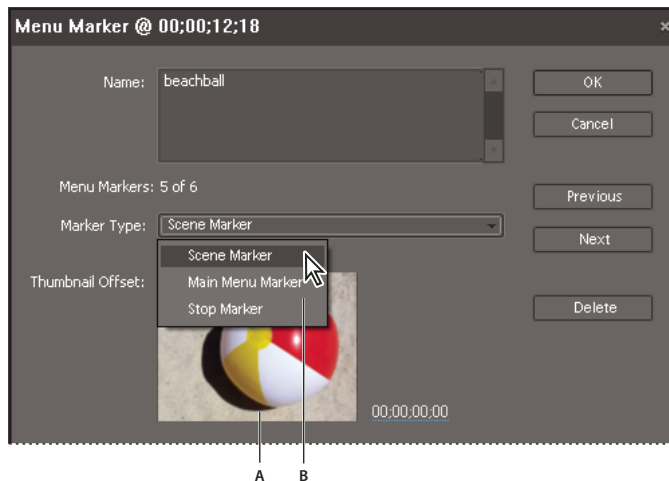 Menu Marker @ 00;00;12;18
Name:
beachball
OK
Cancel
Menu Markers: 5 of 6
Previous
Marker Type:
Scene Marker
Next
Scene Marker
Thumbnail Offset:
Main Menu Marker
Stop Marker
Delete
00;00;00;00
A
B